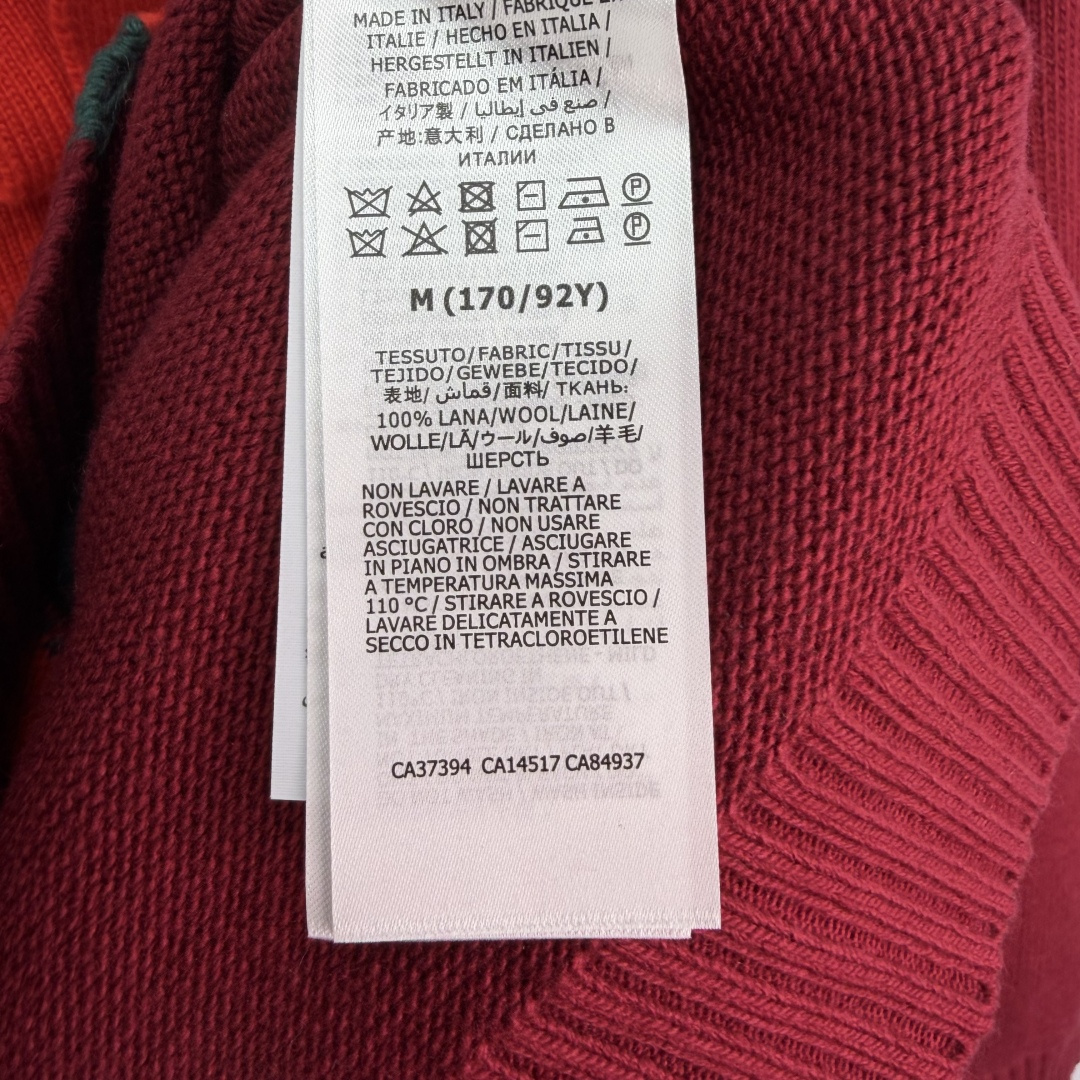 MADE IN ITALY / FABRIQUÉ EN
ITALIE / HECHO EN ITALIA /
HERGESTELLT IN ITALIEN /
FABRICADO EM ITÁLIA /
イタリア製 / صنع في إيطاليا /
产地:意大利 / СДЕЛАНО В
ИТАЛИИ
P
P
M (170/92Y)
TESSUTO/FABRIC/TISSU/
TEJIDO/GEWEBE/TECIDO/
表地/ قماش/面料/ ТКАНЬ:
100% LANA/WOOL/LAINE/
WOLLE/LÃ/ウール/صوف/羊毛/
ШЕРСТЬ
NON LAVARE / LAVARE A
ROVESCIO / NON TRATTARE
CON CLORO / NON USARE
ASCIUGATRICE / ASCIUGARE
IN PIANO IN OMBRA / STIRARE
A TEMPERATURA MASSIMA
110 °C / STIRARE A ROVESCIO /
LAVARE DELICATAMENTE A
SECCO IN TETRACLOROETILENE
CA37394 CA14517 CA84937